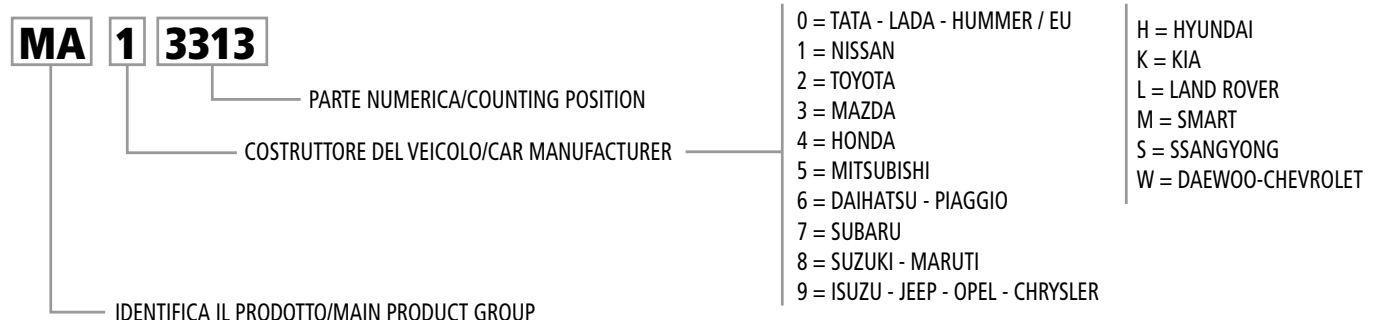 MA 1 3313
PARTE NUMERICA/COUNTING POSITION
COSTRUTTORE DEL VEICOLO/CAR MANUFACTURER
IDENTIFICA IL PRODOTTO/MAIN PRODUCT GROUP
0 = TATA - LADA - HUMMER / EU
1 = NISSAN
2 = TOYOTA
3 = MAZDA
4 = HONDA
5 = MITSUBISHI
6 = DAIHATSU - PIAGGIO
7 = SUBARU
8 = SUZUKI - MARUTI
9 = ISUZU - JEEP - OPEL - CHRYSLER
H = HYUNDAI
K = KIA
L = LAND ROVER
M = SMART
S = SSANGYONG
W = DAEWOO-CHEVROLET